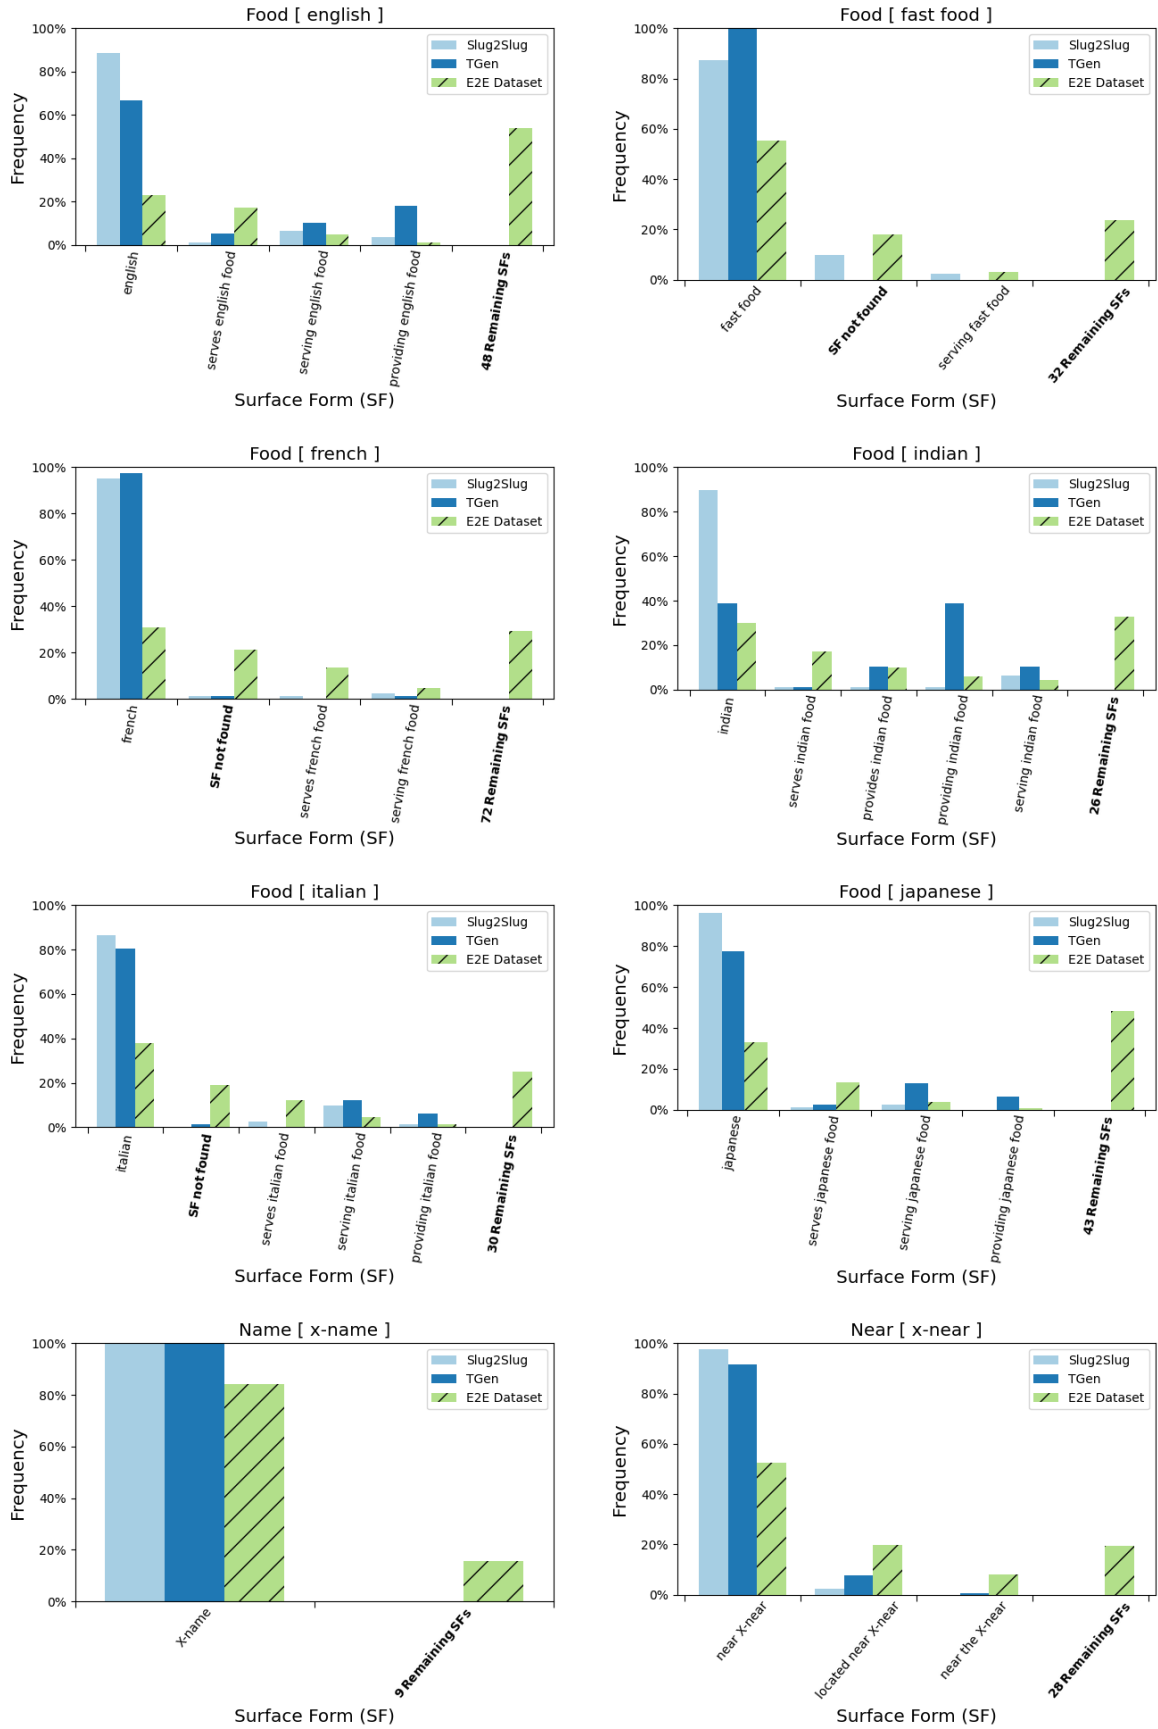 Food [ english ]
100%
80%
60%
40%
20%
0%
Frequency
Slug2Slug
TGen
E2E Dataset
english
serves english food
serving english food
providing english food
48 Remaining SFs
Surface Form (SF)
Food [ fast food ]
100%
80%
60%
40%
20%
0%
Frequency
Slug2Slug
TGen
E2E Dataset
fast food
SF not found
serving fast food
32 Remaining SFs
Surface Form (SF)
Food [ french ]
100%
80%
60%
40%
20%
0%
Frequency
Slug2Slug
TGen
E2E Dataset
french
SF not found
serves french food
serving french food
72 Remaining SFs
Surface Form (SF)
Food [ indian ]
100%
80%
60%
40%
20%
0%
Frequency
Slug2Slug
TGen
E2E Dataset
indian
serves indian food
provides indian food
providing indian food
serving indian food
26 Remaining SFs
Surface Form (SF)
Food [ italian ]
100%
80%
60%
40%
20%
0%
Frequency
Slug2Slug
TGen
E2E Dataset
italian
SF not found
serves italian food
serving italian food
providing italian food
30 Remaining SFs
Surface Form (SF)
Food [ japanese ]
100%
80%
60%
40%
20%
0%
Frequency
Slug2Slug
TGen
E2E Dataset
japanese
serves japanese food
serving japanese food
providing japanese food
43 Remaining SFs
Surface Form (SF)
Name [ x-name ]
100%
80%
60%
40%
20%
0%
Frequency
Slug2Slug
TGen
E2E Dataset
X-name
9 Remaining SFs
Surface Form (SF)
Near [ x-near ]
100%
80%
60%
40%
20%
0%
Frequency
Slug2Slug
TGen
E2E Dataset
near X-near
located near X-near
near the X-near
28 Remaining SFs
Surface Form (SF)